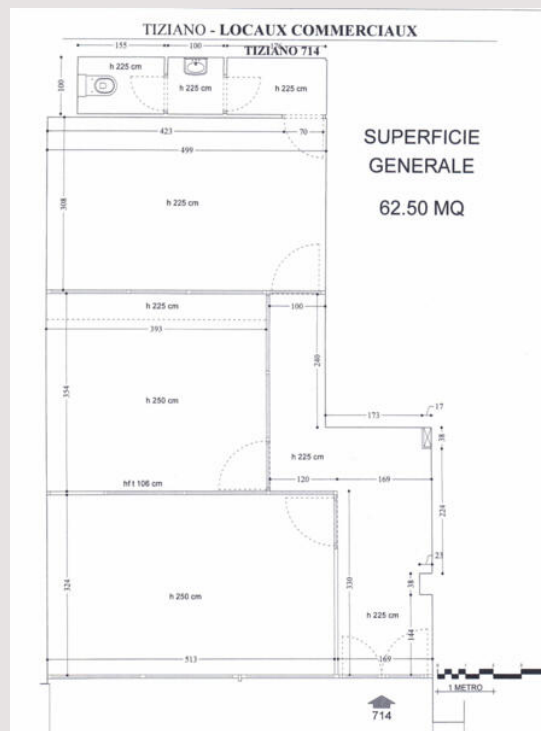 TIZIANO - LOCAUX COMMERCIAUX
TIZIANO 714
155
100
h 225 cm
h 225 cm
h 225 cm
100
423
70
499
SUPERFICIE
GENERALE
62.50 MQ
308
h 225 cm
h 225 cm
100
393
240
354
h 250 cm
173
17
38
h 225 cm
120
169
hf t 106 cm
224
23
324
h 250 cm
330
38
h 225 cm
144
513
169
1 METRO
714